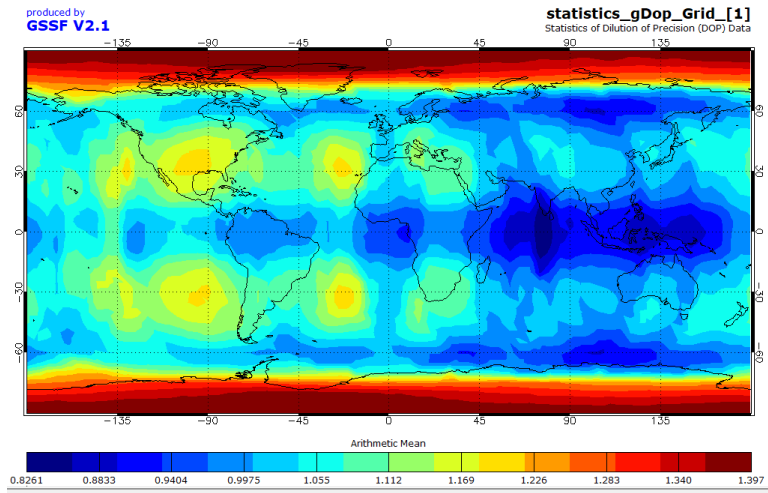 produced by
GSSF V2.1
statistics_gDop_Grid_[1]
Statistics of Dilution of Precision (DOP) Data
−135 −90 −45 0 45 90 135
60 60
30 30
0 0
−30 −30
−60 −60
−135 −90 −45 0 45 90 135
Arithmetic Mean
0.8261 0.8833 0.9404 0.9975 1.055 1.112 1.169 1.226 1.283 1.340 1.397